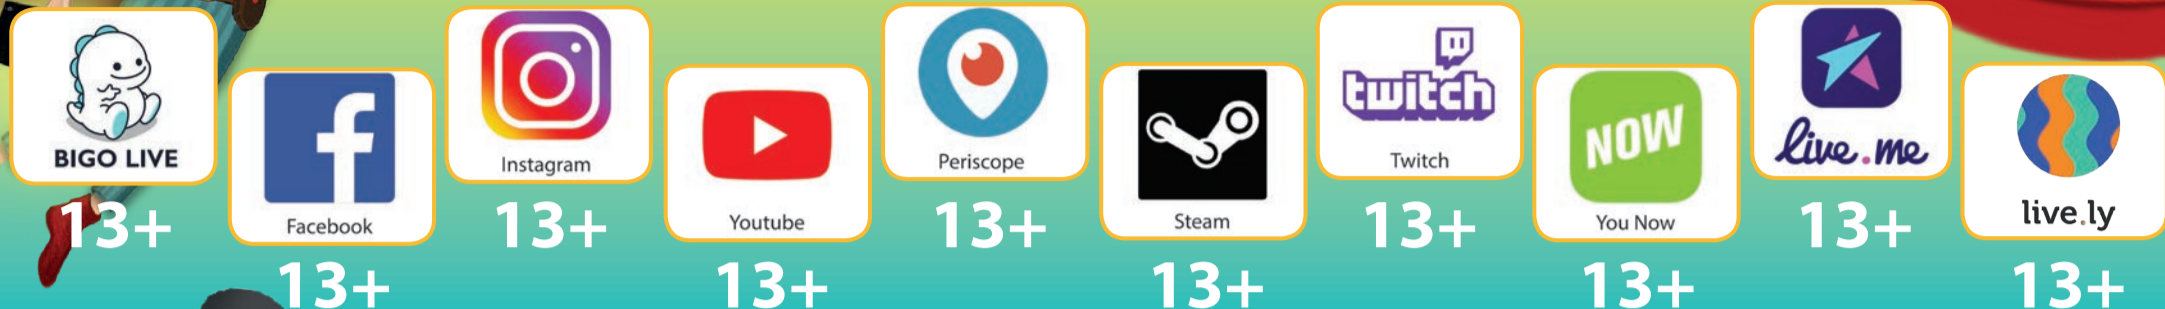 BIGO LIVE
13+
Facebook
13+
Instagram
13+
Youtube
13+
Periscope
13+
Steam
13+
twitch
Twitch
13+
NOW
You Now
13+
live.me
13+
live.ly
13+